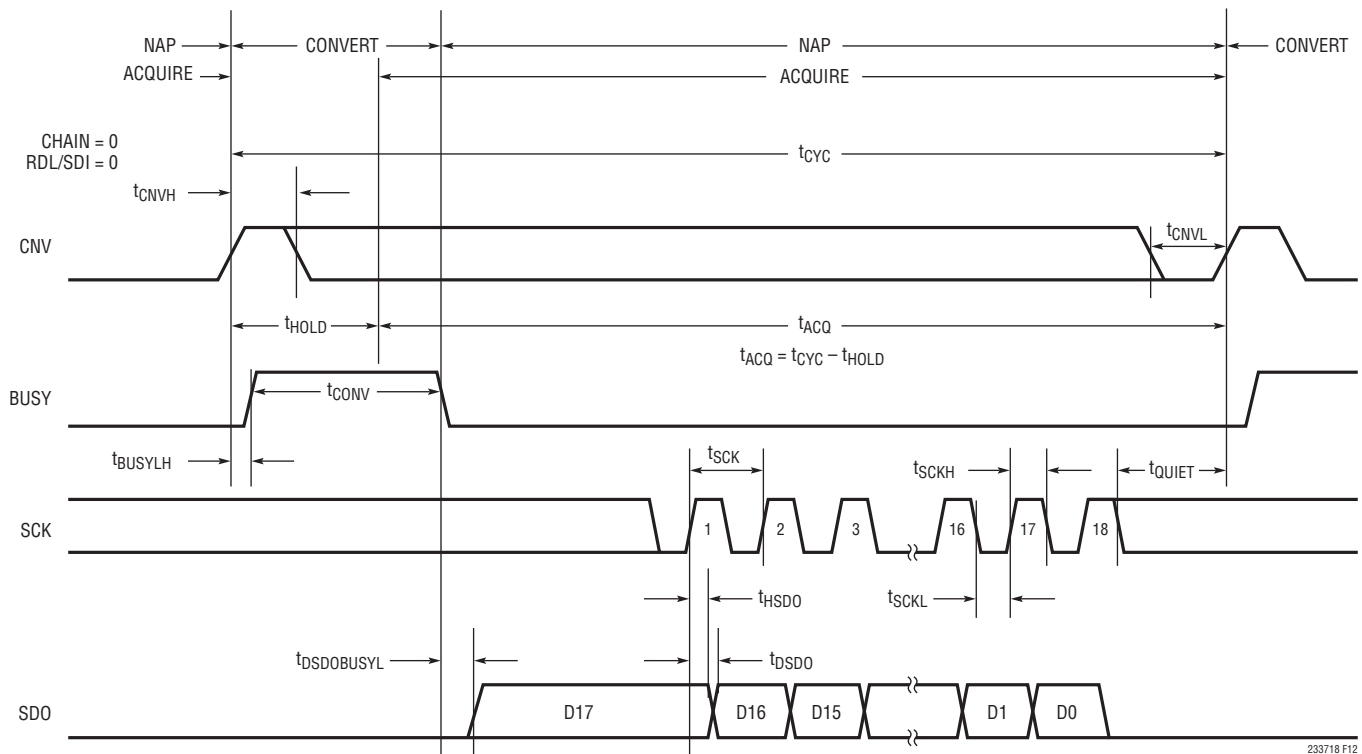 NAP CONVERT NAP CONVERT
ACQUIRE ACQUIRE
CHAIN = 0
RDL/SDI = 0
tCYC
tCNVH
CNV
tCNVL
tHOLD tACQ
tACQ = tCYC – tHOLD
BUSY
tCONV
tBUSYLH
tSCK tSCKH tQUIET
SCK
1 2 3 16 17 18
tHSDO tSCKL
tDSDOBUSYL tDSDO
SDO
D17 D16 D15 D1 D0
233718 F12